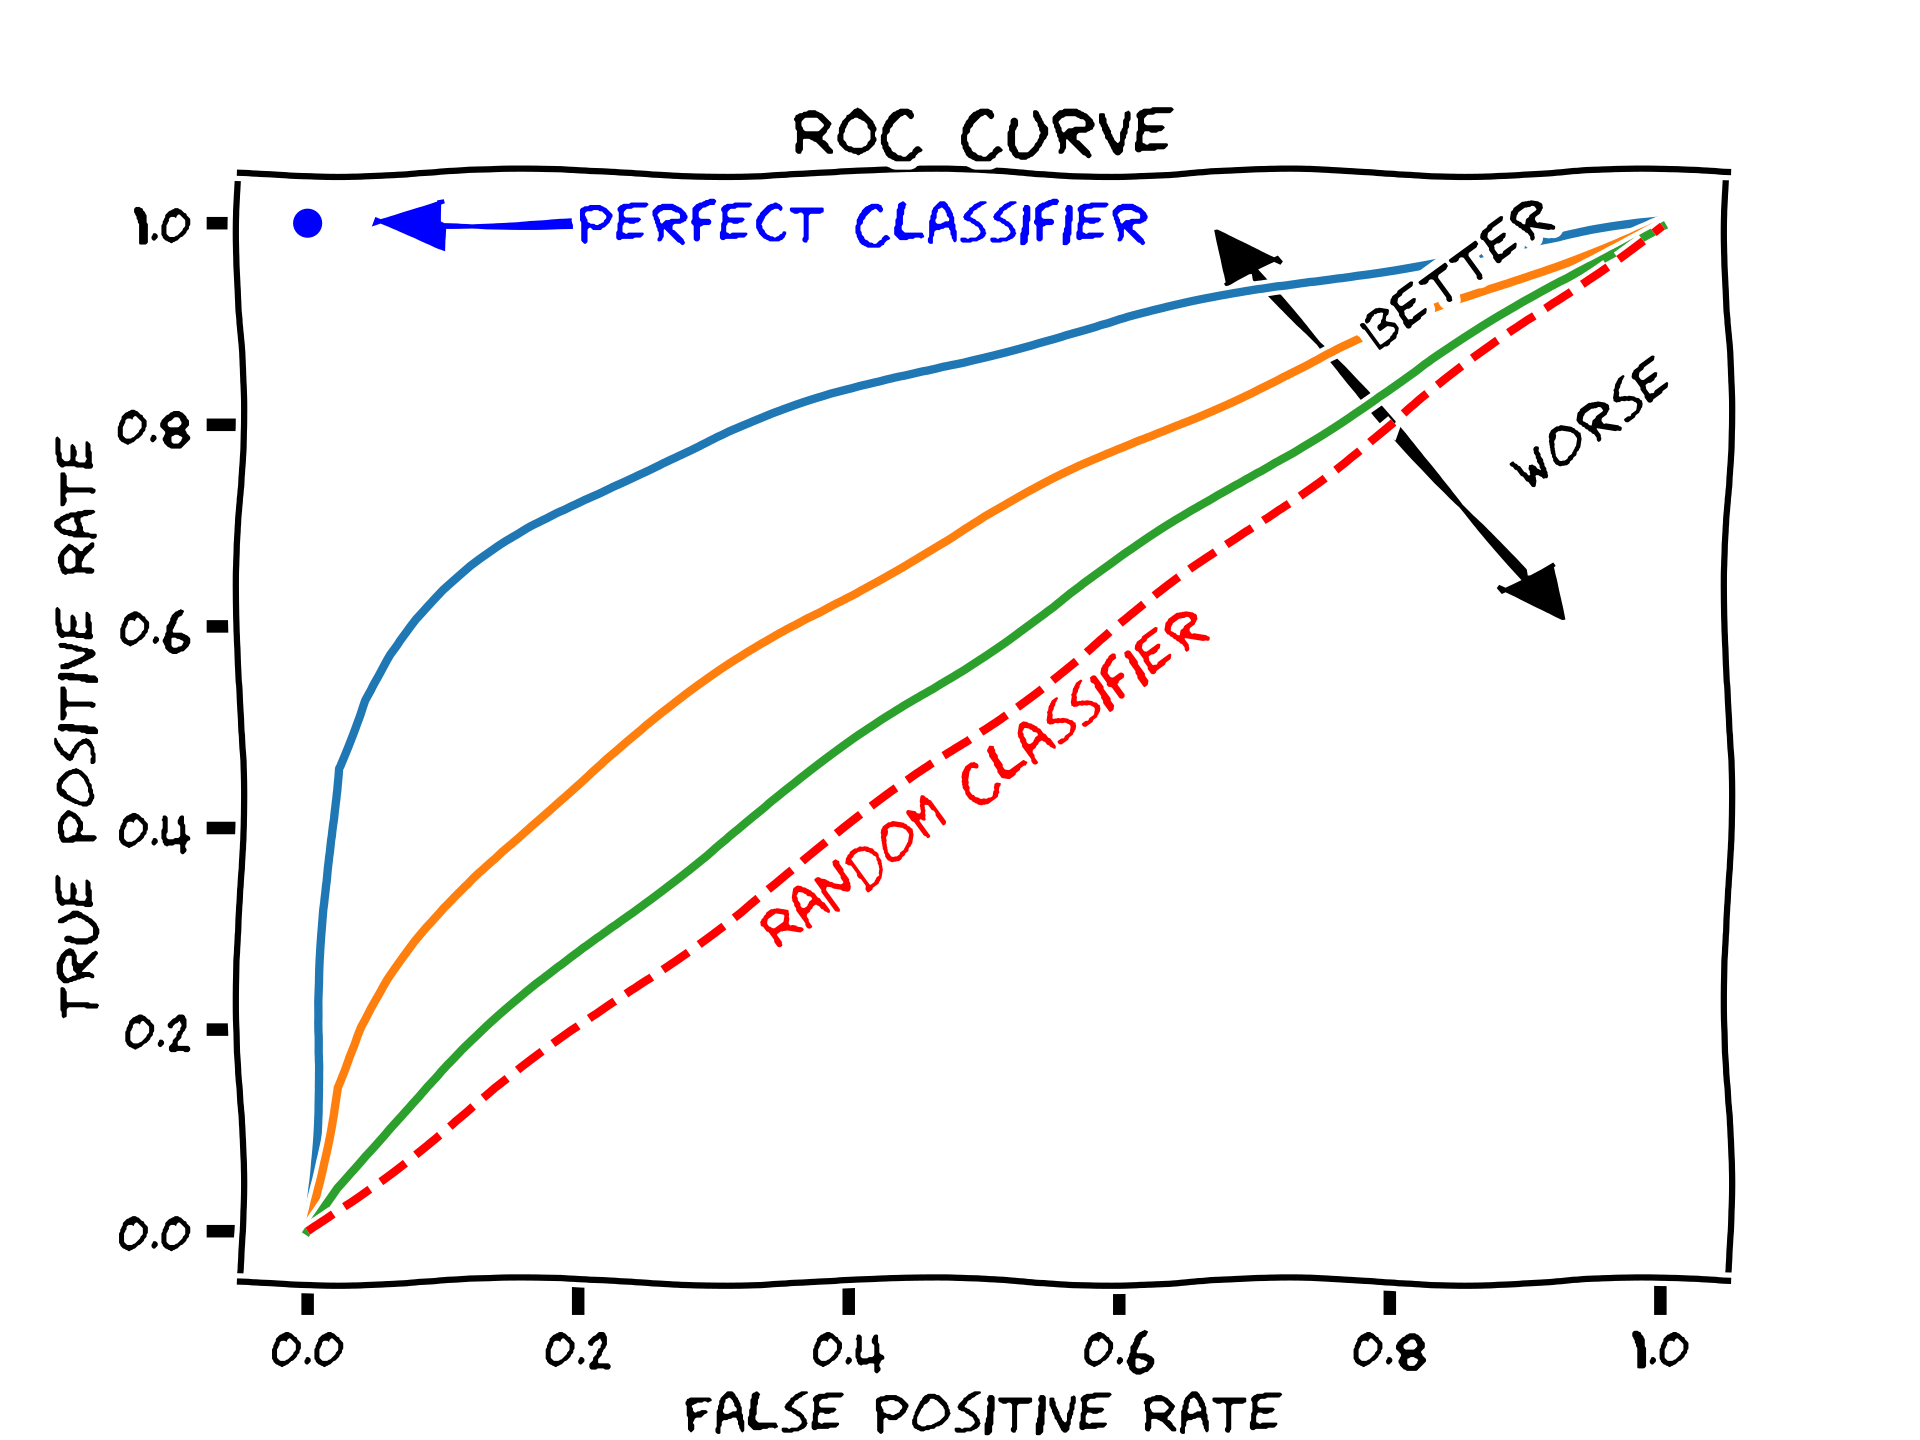 ROC CURVE
PERFECT CLASSIFIER
BETTER
WORSE
RANDOM CLASSIFIER
TRUE POSITIVE RATE
1.0
0.8
0.6
0.4
0.2
0.0
0.0 0.2 0.4 0.6 0.8 1.0
FALSE POSITIVE RATE